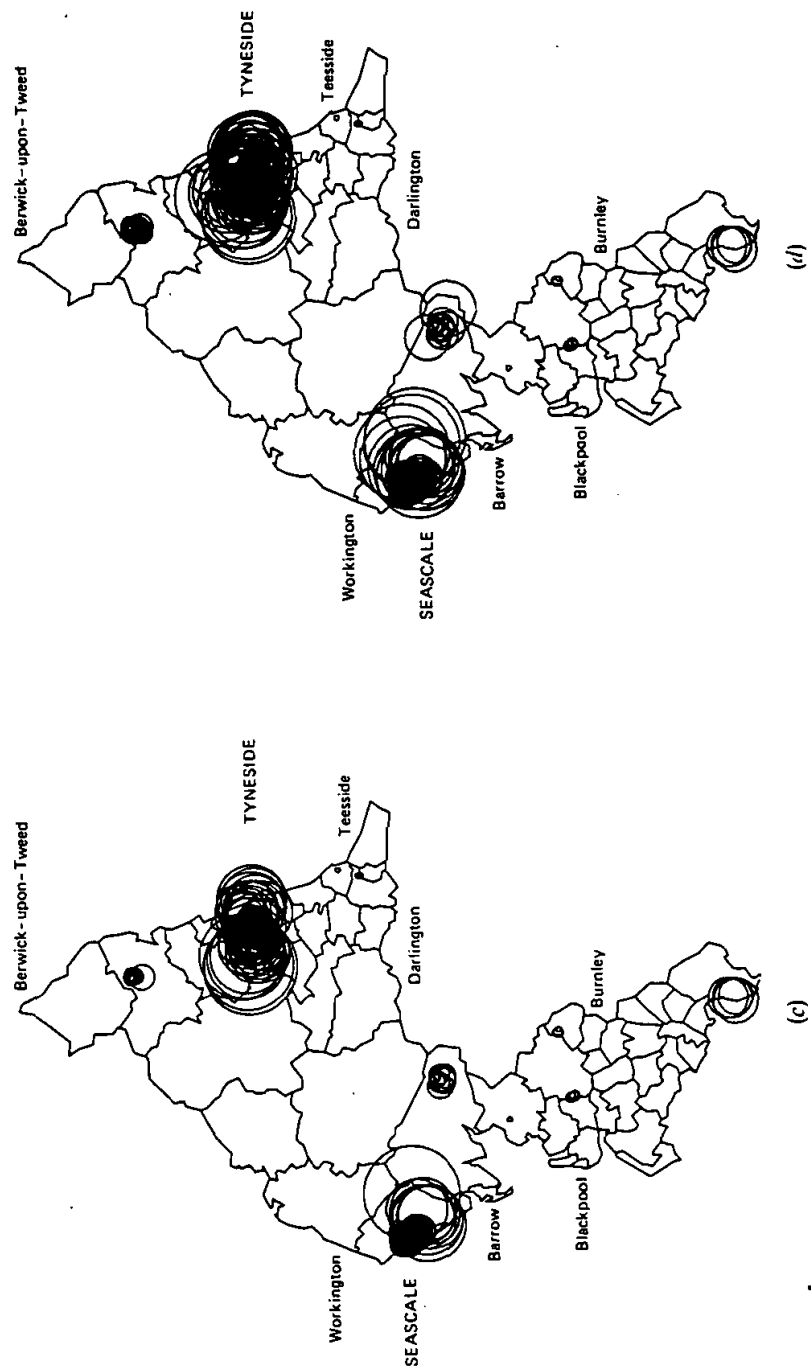 Berwick-upon-Tweed
TYNESIDE
Teesside
Darlington
Workington
SEASCALE
Barrow
Burnley
Blackpool
(c)
Berwick-upon-Tweed
TYNESIDE
Teesside
Darlington
Workington
SEASCALE
Barrow
Burnley
Blackpool
(d)